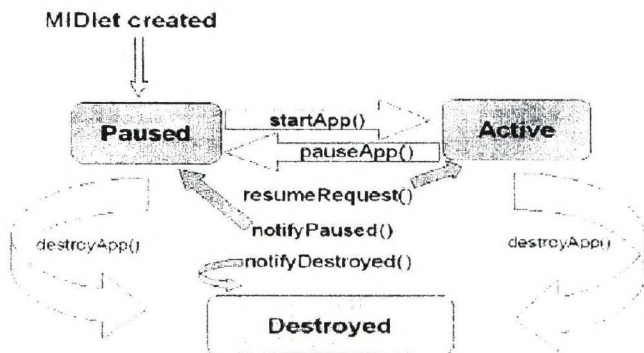 MIDlet created
Paused
startApp()
Active
pauseApp()
resumeRequest()
notifyPaused()
destroyApp()
destroyApp()
notifyDestroyed()
Destroyed